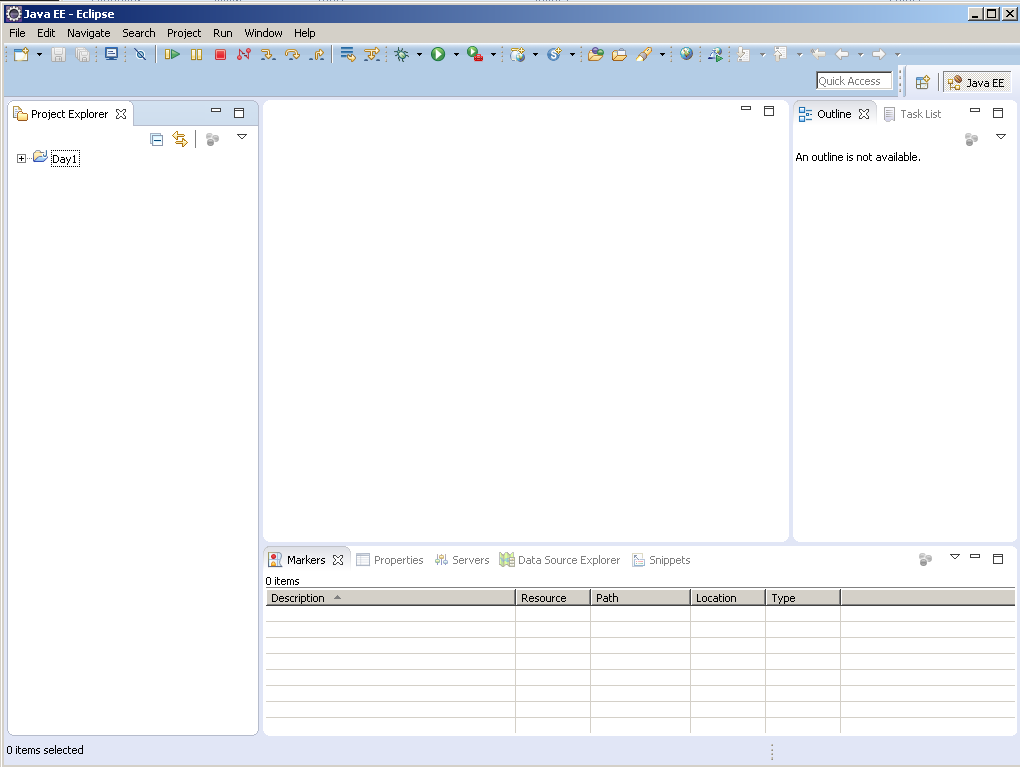 Java EE - Eclipse
File Edit Navigate Search Project Run Window Help
Quick Access
Java EE
Project Explorer
Day1
Outline Task List
An outline is not available.
Markers Properties Servers Data Source Explorer Snippets
0 items
Description Resource Path Location Type
0 items selected